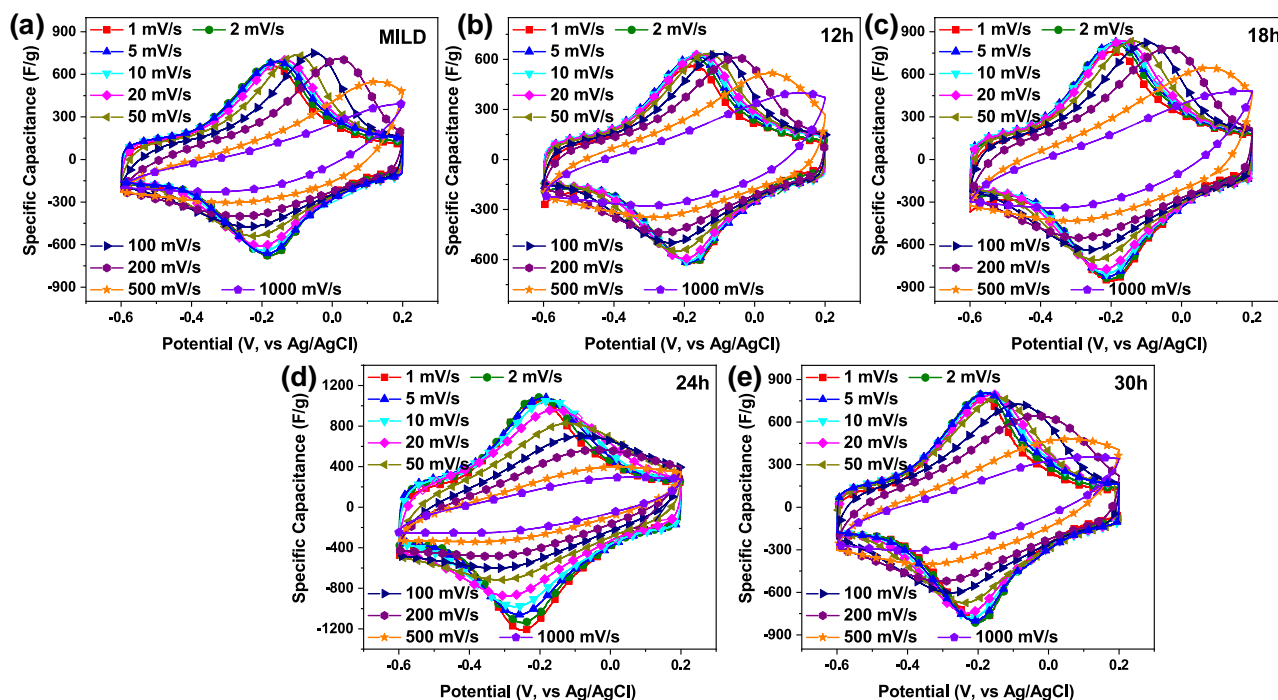 (a)
1 mV/s 2 mV/s
MILD
5 mV/s
10 mV/s
20 mV/s
50 mV/s
100 mV/s
200 mV/s
500 mV/s 1000 mV/s
900
600
300
0
-300
-600
-900
-0.6 -0.4 -0.2 0.0 0.2
Specific Capacitance (F/g)
Potential (V, vs Ag/AgCl)
(b)
1 mV/s 2 mV/s
12h
5 mV/s
10 mV/s
20 mV/s
50 mV/s
100 mV/s
200 mV/s
500 mV/s 1000 mV/s
900
600
300
0
-300
-600
-0.6 -0.4 -0.2 0.0 0.2
Specific Capacitance (F/g)
Potential (V, vs Ag/AgCl)
(c)
1 mV/s 2 mV/s
18h
5 mV/s
10 mV/s
20 mV/s
50 mV/s
100 mV/s
200 mV/s
500 mV/s 1000 mV/s
900
600
300
0
-300
-600
-900
-0.6 -0.4 -0.2 0.0 0.2
Specific Capacitance (F/g)
Potential (V, vs Ag/AgCl)
(d)
1 mV/s 2 mV/s
24h
5 mV/s
10 mV/s
20 mV/s
50 mV/s
100 mV/s
200 mV/s
500 mV/s 1000 mV/s
1200
800
400
0
-400
-800
-1200
-0.6 -0.4 -0.2 0.0 0.2
Specific Capacitance (F/g)
Potential (V, vs Ag/AgCl)
(e)
1 mV/s 2 mV/s
30h
5 mV/s
10 mV/s
20 mV/s
50 mV/s
100 mV/s
200 mV/s
500 mV/s 1000 mV/s
900
600
300
0
-300
-600
-900
-0.6 -0.4 -0.2 0.0 0.2
Specific Capacitance (F/g)
Potential (V, vs Ag/AgCl)